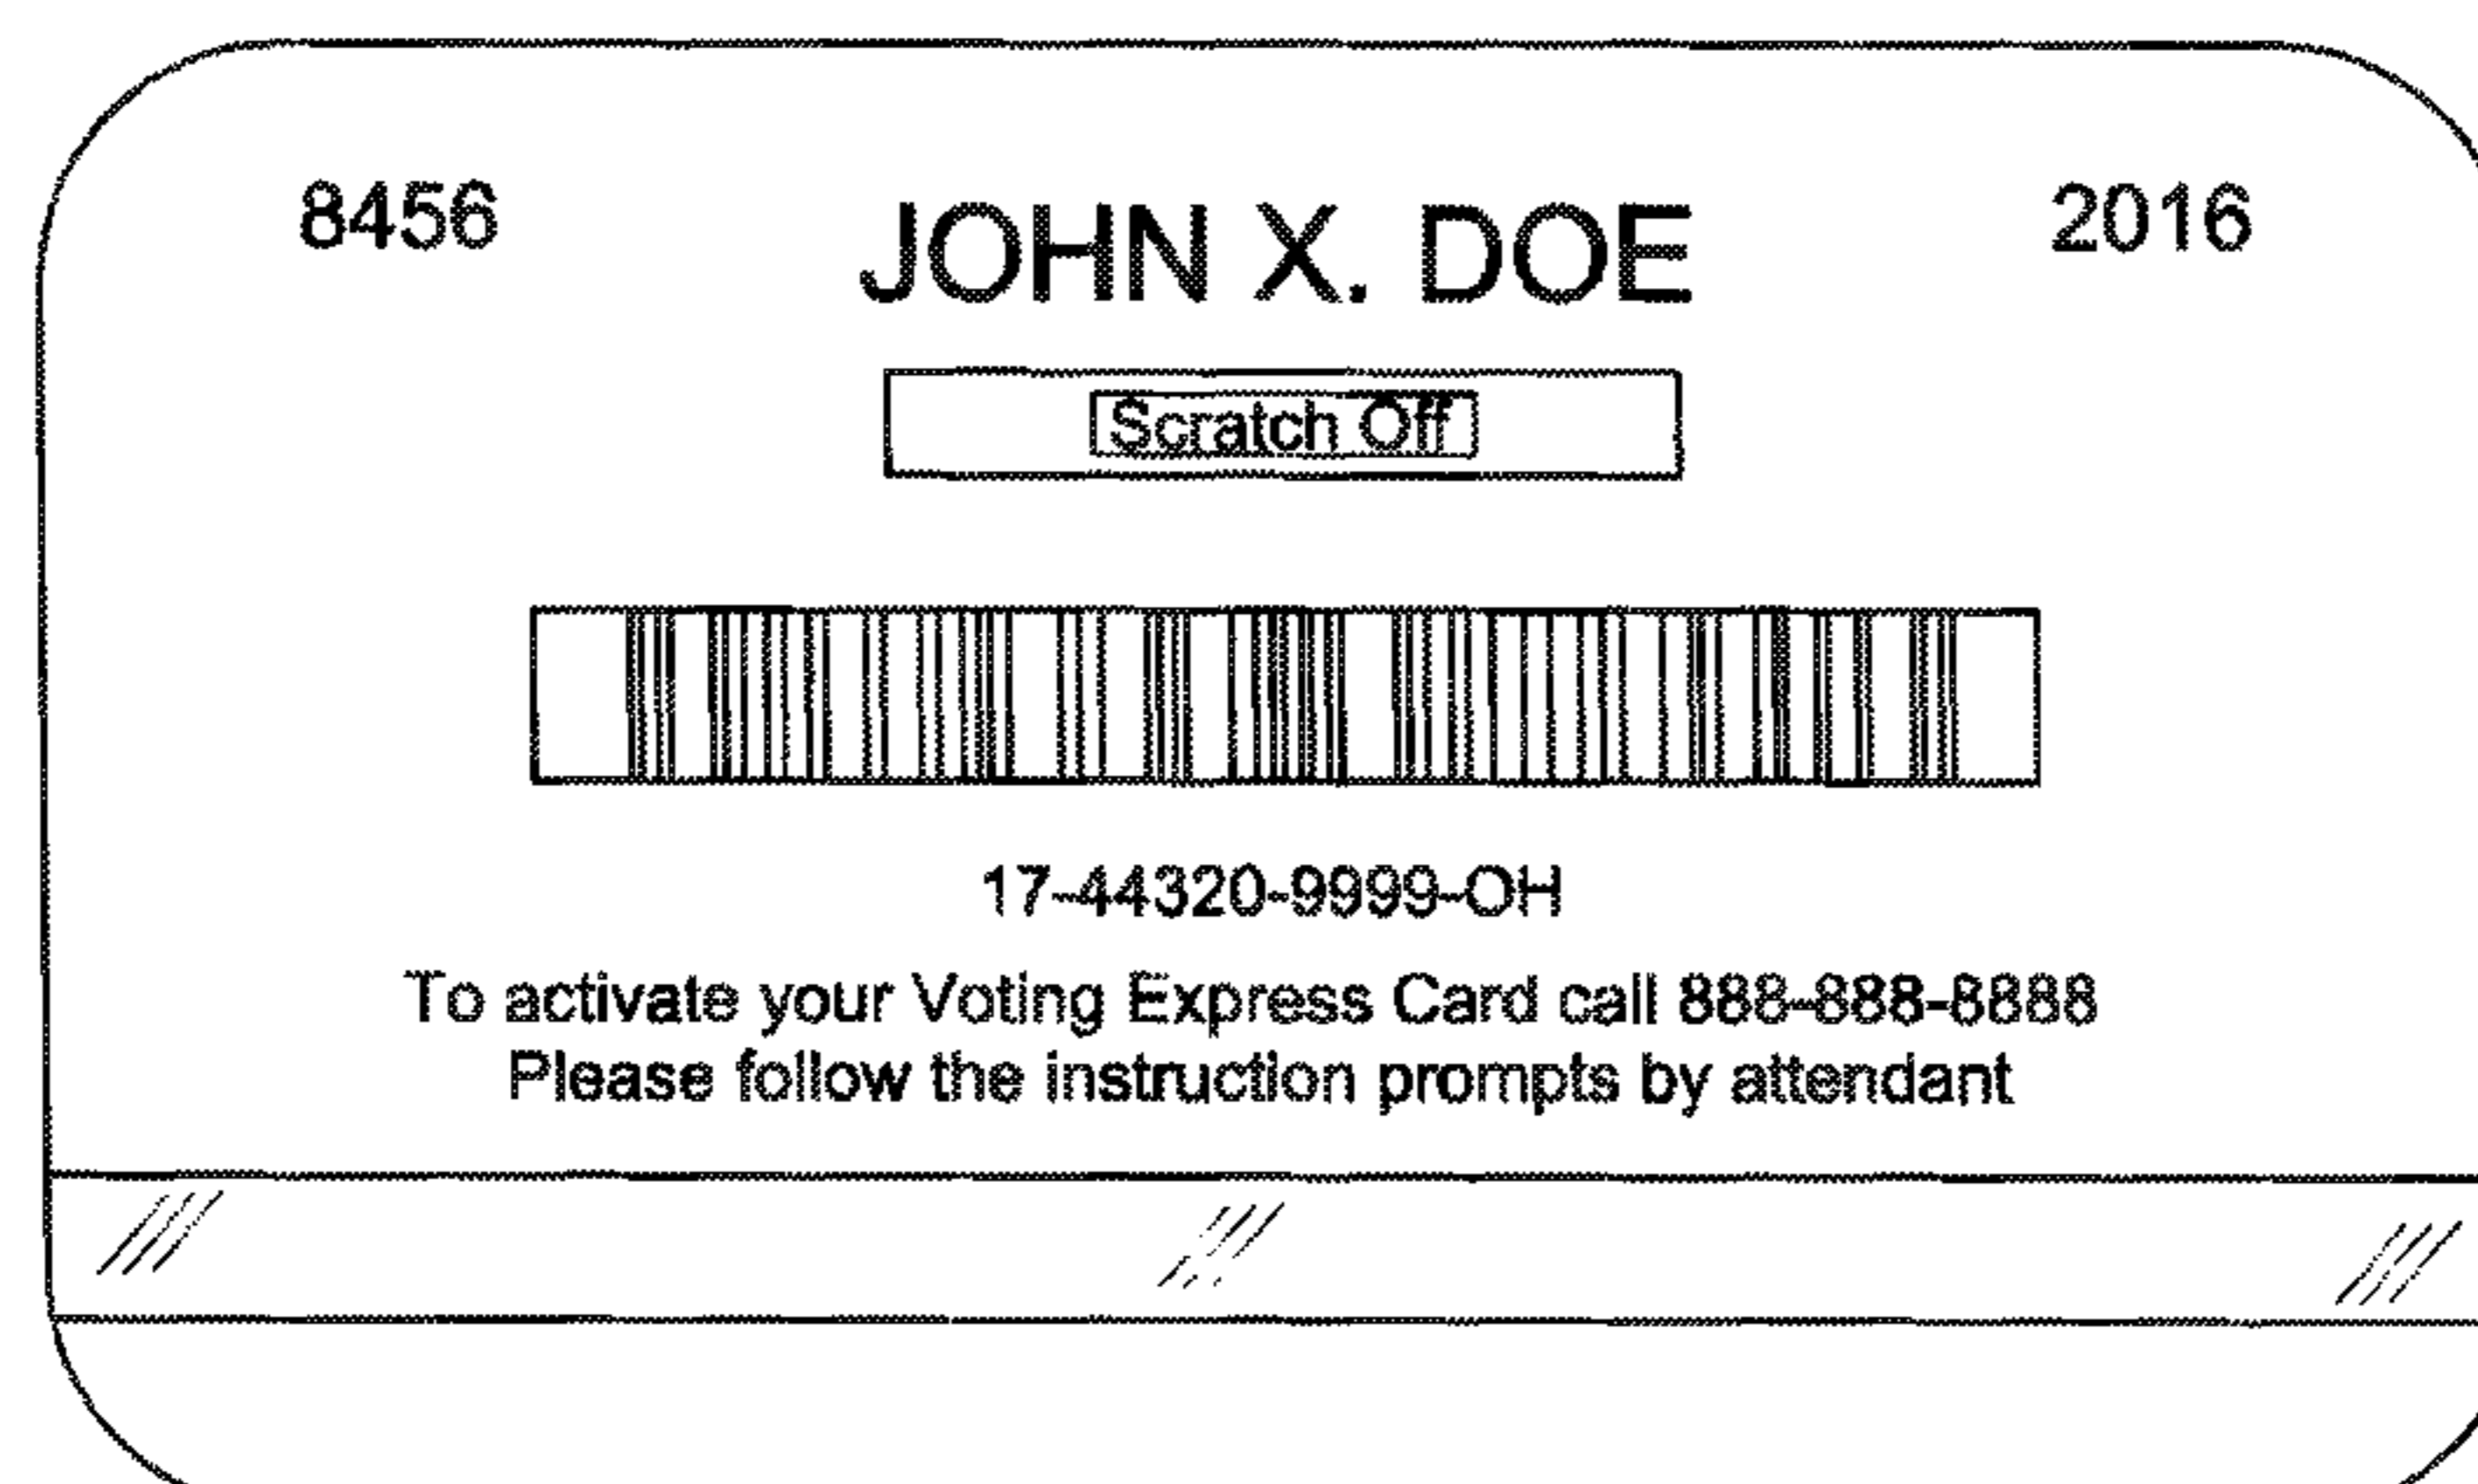 8456 JOHN X. DOE 2016
Scratch Off
17-44320-9999-OH
To activate your Voting Express Card call 888-888-8888
Please follow the instruction prompts by attendant